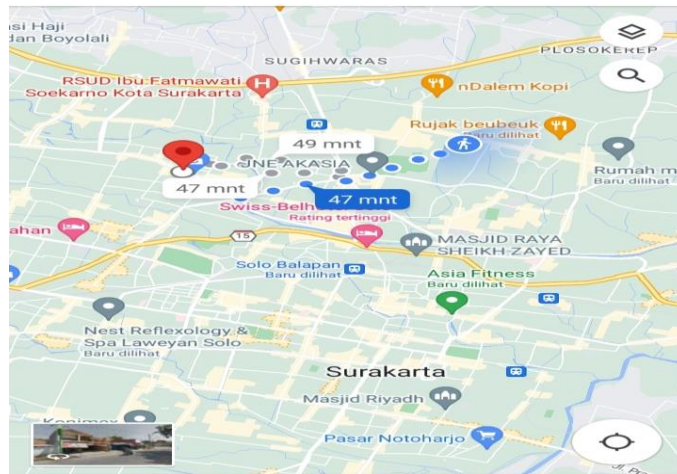 si Haji
dan Boyolali
SUGIHWARAS
PLOSOKEREP
RSUD Ibu Fatmawati
Soekarno Kota Surakarta
nDalem Kopi
Rujak beubeuk
Baru dilihat
49 mnt
JNE AKASIA
Rumah m
Baru dilihat
47 mnt
47 mnt
Swiss-Belh
Rating tertinggi
ahan
15
MASJID RAYA
SHEIKH ZAYED
Solo Balapan
Baru dilihat
Asia Fitness
Baru dilihat
Nest Reflexology &
Spa Laweyan Solo
Baru dilihat
Surakarta
Masjid Riyadh
Konimex
Pasar Notoharjo